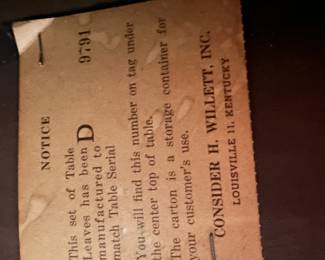 NOTICE
This set of Table
Leaves has been D 9791
manufactured to
match Table Serial
You will find this number on tag under
the center top of table.
The carton is a storage container for
your customer's use.
CONSIDER H. WILLETT, INC.
LOUISVILLE 11, KENTUCKY